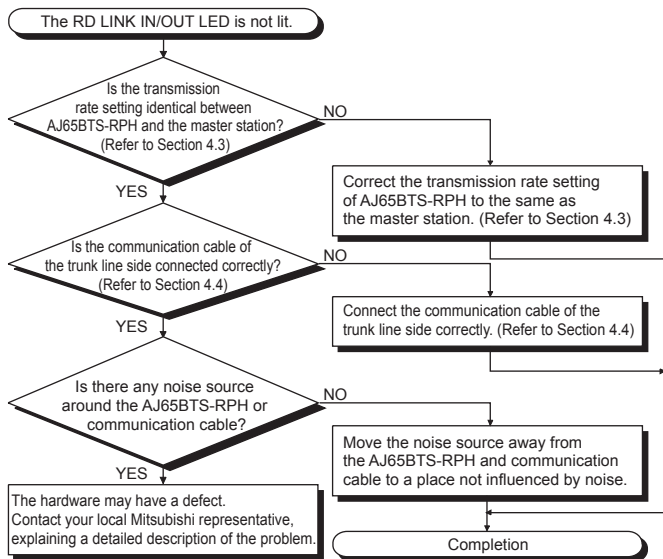 The RD LINK IN/OUT LED is not lit.
Is the transmission
rate setting identical between
AJ65BTS-RPH and the master station?
(Refer to Section 4.3)
NO
YES
Correct the transmission rate setting
of AJ65BTS-RPH to the same as
the master station. (Refer to Section 4.3)
Is the communication cable of
the trunk line side connected correctly?
(Refer to Section 4.4)
NO
YES
Connect the communication cable of the
trunk line side correctly. (Refer to Section 4.4)
Is there any noise source
around the AJ65BTS-RPH or
communication cable?
NO
YES
Move the noise source away from
the AJ65BTS-RPH and communication
cable to a place not influenced by noise.
The hardware may have a defect.
Contact your local Mitsubishi representative,
explaining a detailed description of the problem.
Completion